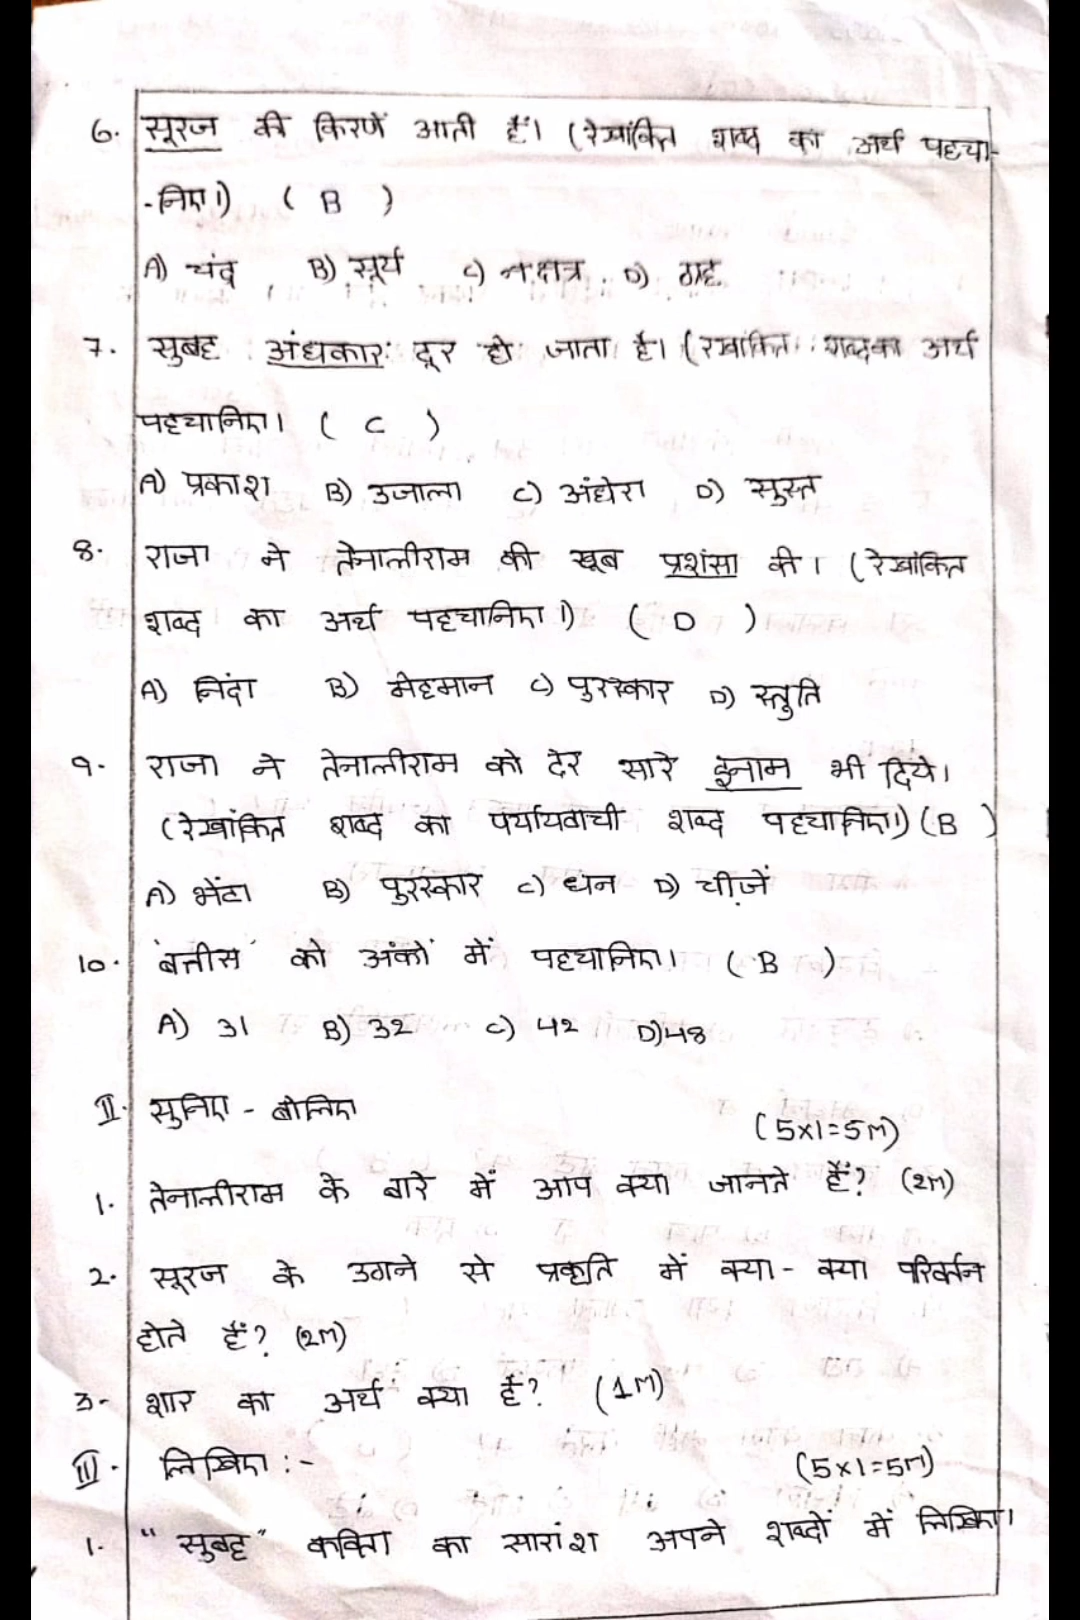 6. सूरज की किरणें आती हैं। (रेखांकित शब्द का अर्थ पहचा-
-निए।) ( B )
A) चंद्र B) सूर्य C) नक्षत्र D) ग्रह
7. सुबह अंधकार दूर हो जाता है। (रेखांकित शब्द का अर्थ
पहचानिए। ( C )
A) प्रकाश B) उजाला C) अंधेरा D) सुस्त
8. राजा ने तेनालीराम की खूब प्रशंसा की। (रेखांकित
शब्द का अर्थ पहचानिए।) ( D )
A) निंदा B) मेहमान C) पुरस्कार D) स्तुति
9. राजा ने तेनालीराम को ढेर सारे इनाम भी दिये।
(रेखांकित शब्द का पर्यायवाची शब्द पहचानिए।) ( B )
A) भेंटा B) पुरस्कार C) धन D) चीज़ें
10. 'बत्तीस' को अंकों में पहचानिए। ( B )
A) 31 B) 32 C) 42 D) 48
II. सुनिए - बोलिए
(5x1=5M)
1. तेनालीराम के बारे में आप क्या जानते हैं? (2M)
2. सूरज के उगने से प्रकृति में क्या - क्या परिवर्तन
होते हैं? (2M)
3- शार का अर्थ क्या है? (1M)
III. लिखिए :- (5x1=5M)
1. "सुबह" कविता का सारांश अपने शब्दों में लिखिए।